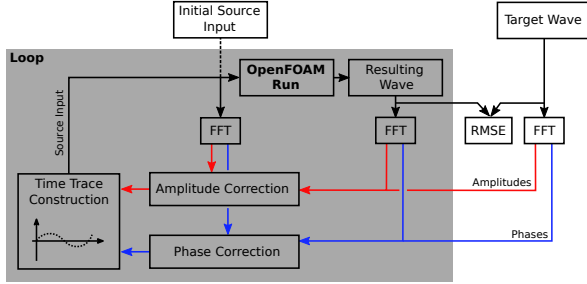 Initial Source
Input
Target Wave
Loop
OpenFOAM
Run
Resulting
Wave
Source Input
FFT
FFT
RMSE
FFT
Time Trace
Construction
Amplitude Correction
Amplitudes
Phase Correction
Phases